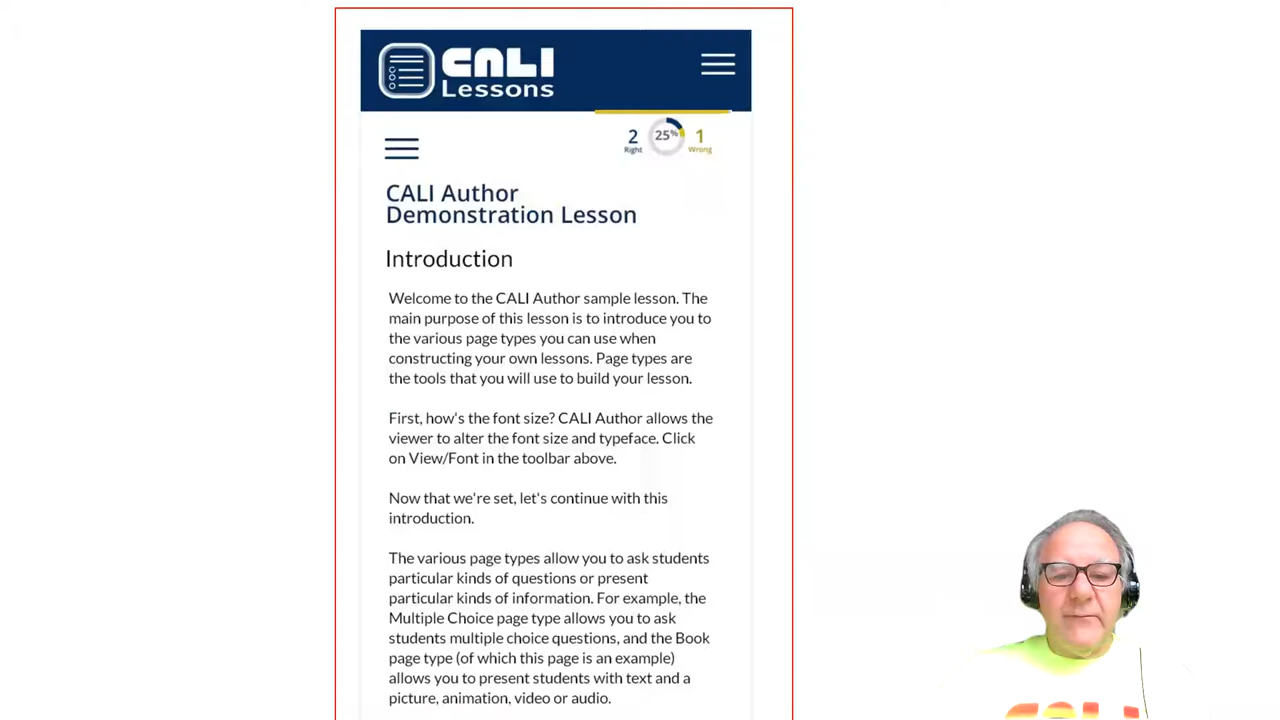 CALI
Lessons
2
Right
25%
1
Wrong
CALI Author
Demonstration Lesson
Introduction
Welcome to the CALI Author sample lesson. The
main purpose of this lesson is to introduce you to
the various page types you can use when
constructing your own lessons. Page types are
the tools that you will use to build your lesson.
First, how's the font size? CALI Author allows the
viewer to alter the font size and typeface. Click
on View/Font in the toolbar above.
Now that we're set, let's continue with this
introduction.
The various page types allow you to ask students
particular kinds of questions or present
particular kinds of information. For example, the
Multiple Choice page type allows you to ask
students multiple choice questions, and the Book
page type (of which this page is an example)
allows you to present students with text and a
picture, animation, video or audio.
CALI